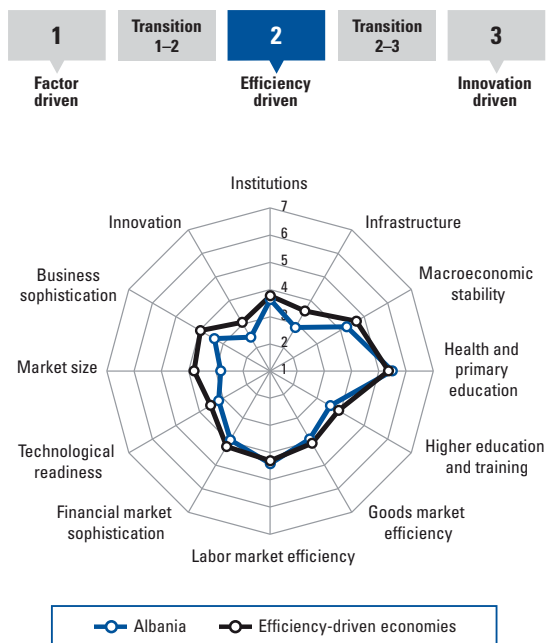 1
Transition
1–2
2
Transition
2–3
3
Factor
driven
Efficiency
driven
Innovation
driven
Institutions
7
6
5
4
3
2
1
Infrastructure
Macroeconomic
stability
Health and
primary
education
Higher education
and training
Goods market
efficiency
Labor market efficiency
Financial market
sophistication
Technological
readiness
Market size
Business
sophistication
Innovation
Albania
Efficiency-driven economies